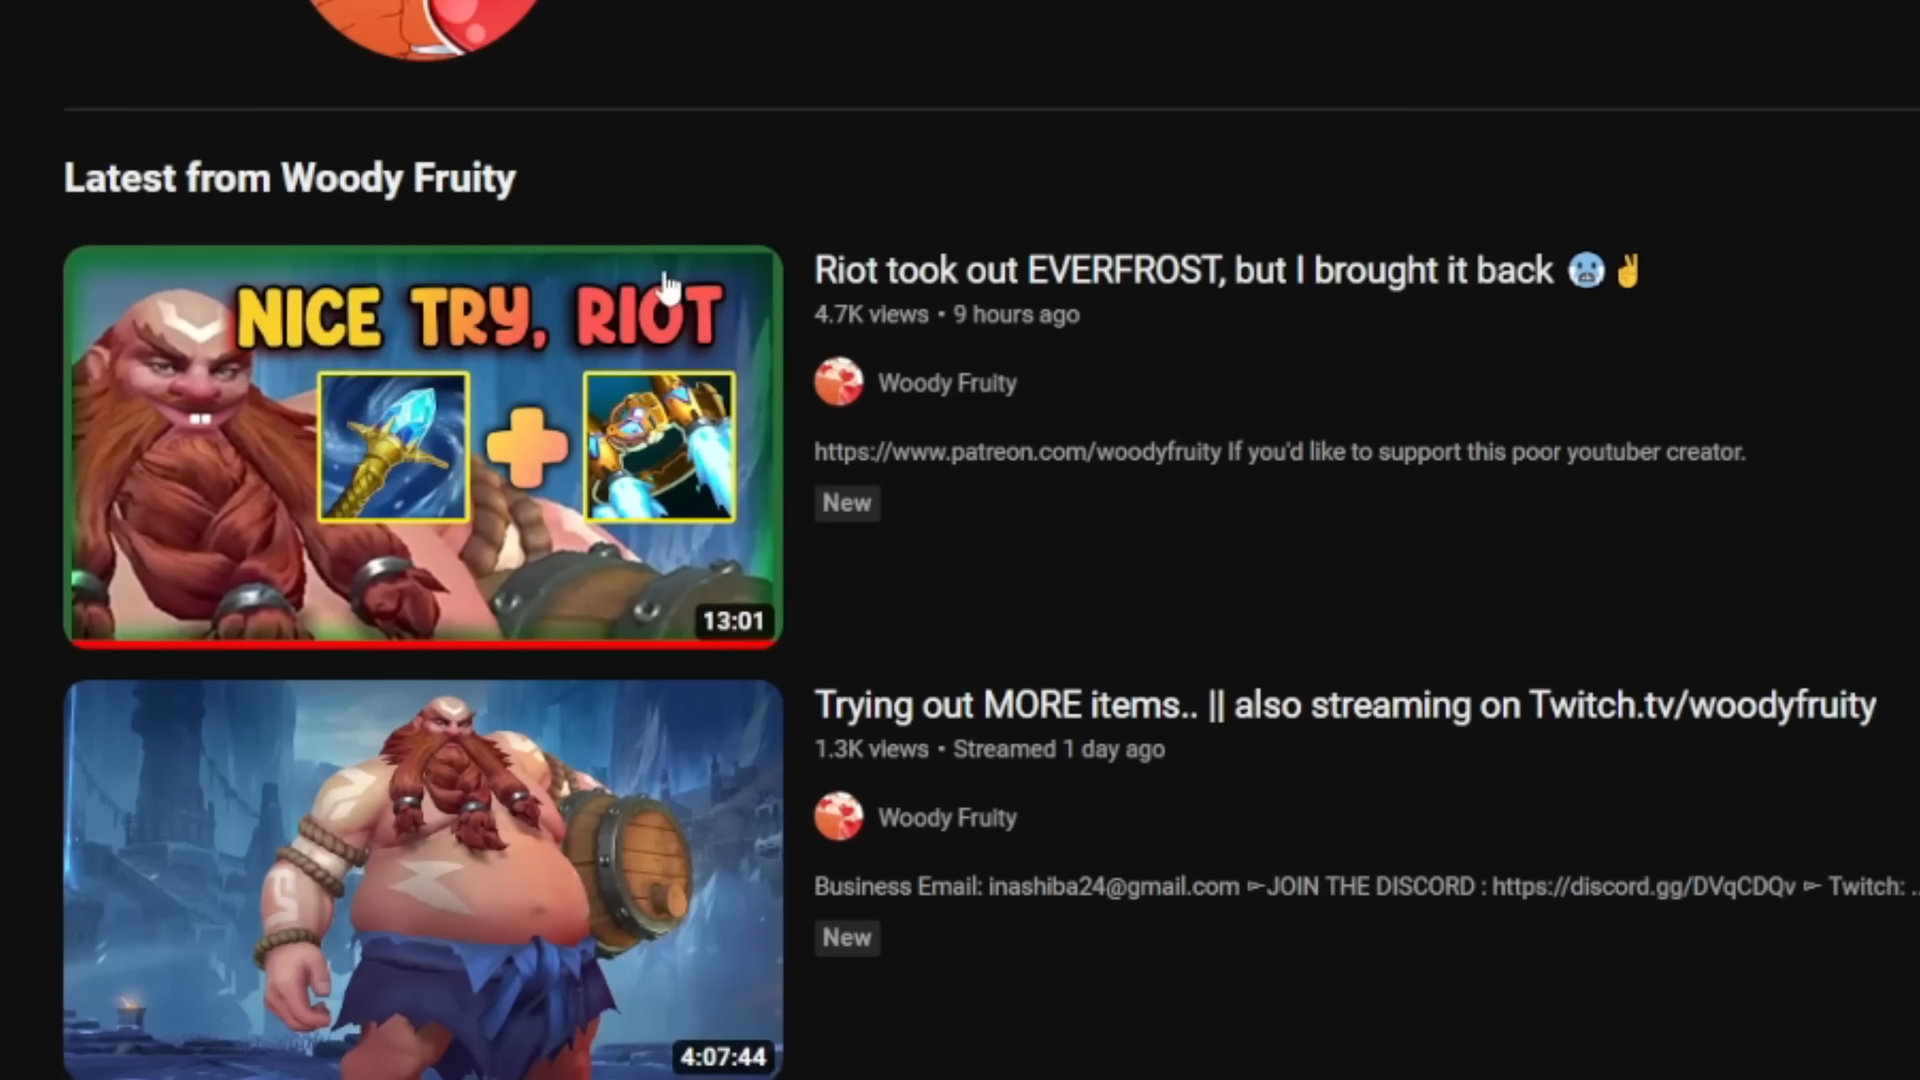 Latest from Woody Fruity
NICE TRY, RIOT
13:01
Riot took out EVERFROST, but I brought it back 🥶✌
4.7K views • 9 hours ago
Woody Fruity
https://www.patreon.com/woodyfruity If you'd like to support this poor youtuber creator.
New
4:07:44
Trying out MORE items.. || also streaming on Twitch.tv/woodyfruity
1.3K views • Streamed 1 day ago
Woody Fruity
Business Email: inashiba24@gmail.com ►JOIN THE DISCORD : https://discord.gg/DVqCDQv ► Twitch: ...
New